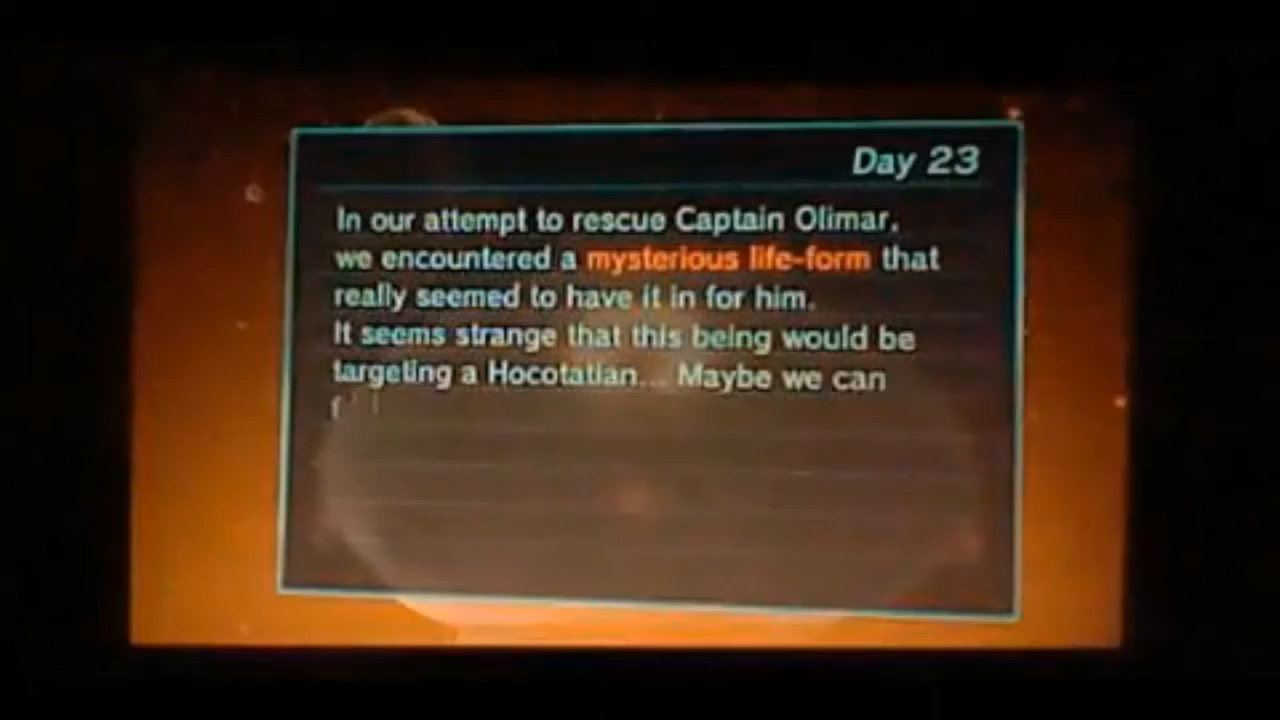 Day 23
In our attempt to rescue Captain Olimar,
we encountered a mysterious life-form that
really seemed to have it in for him.
It seems strange that this being would be
targeting a Hocotatian... Maybe we can